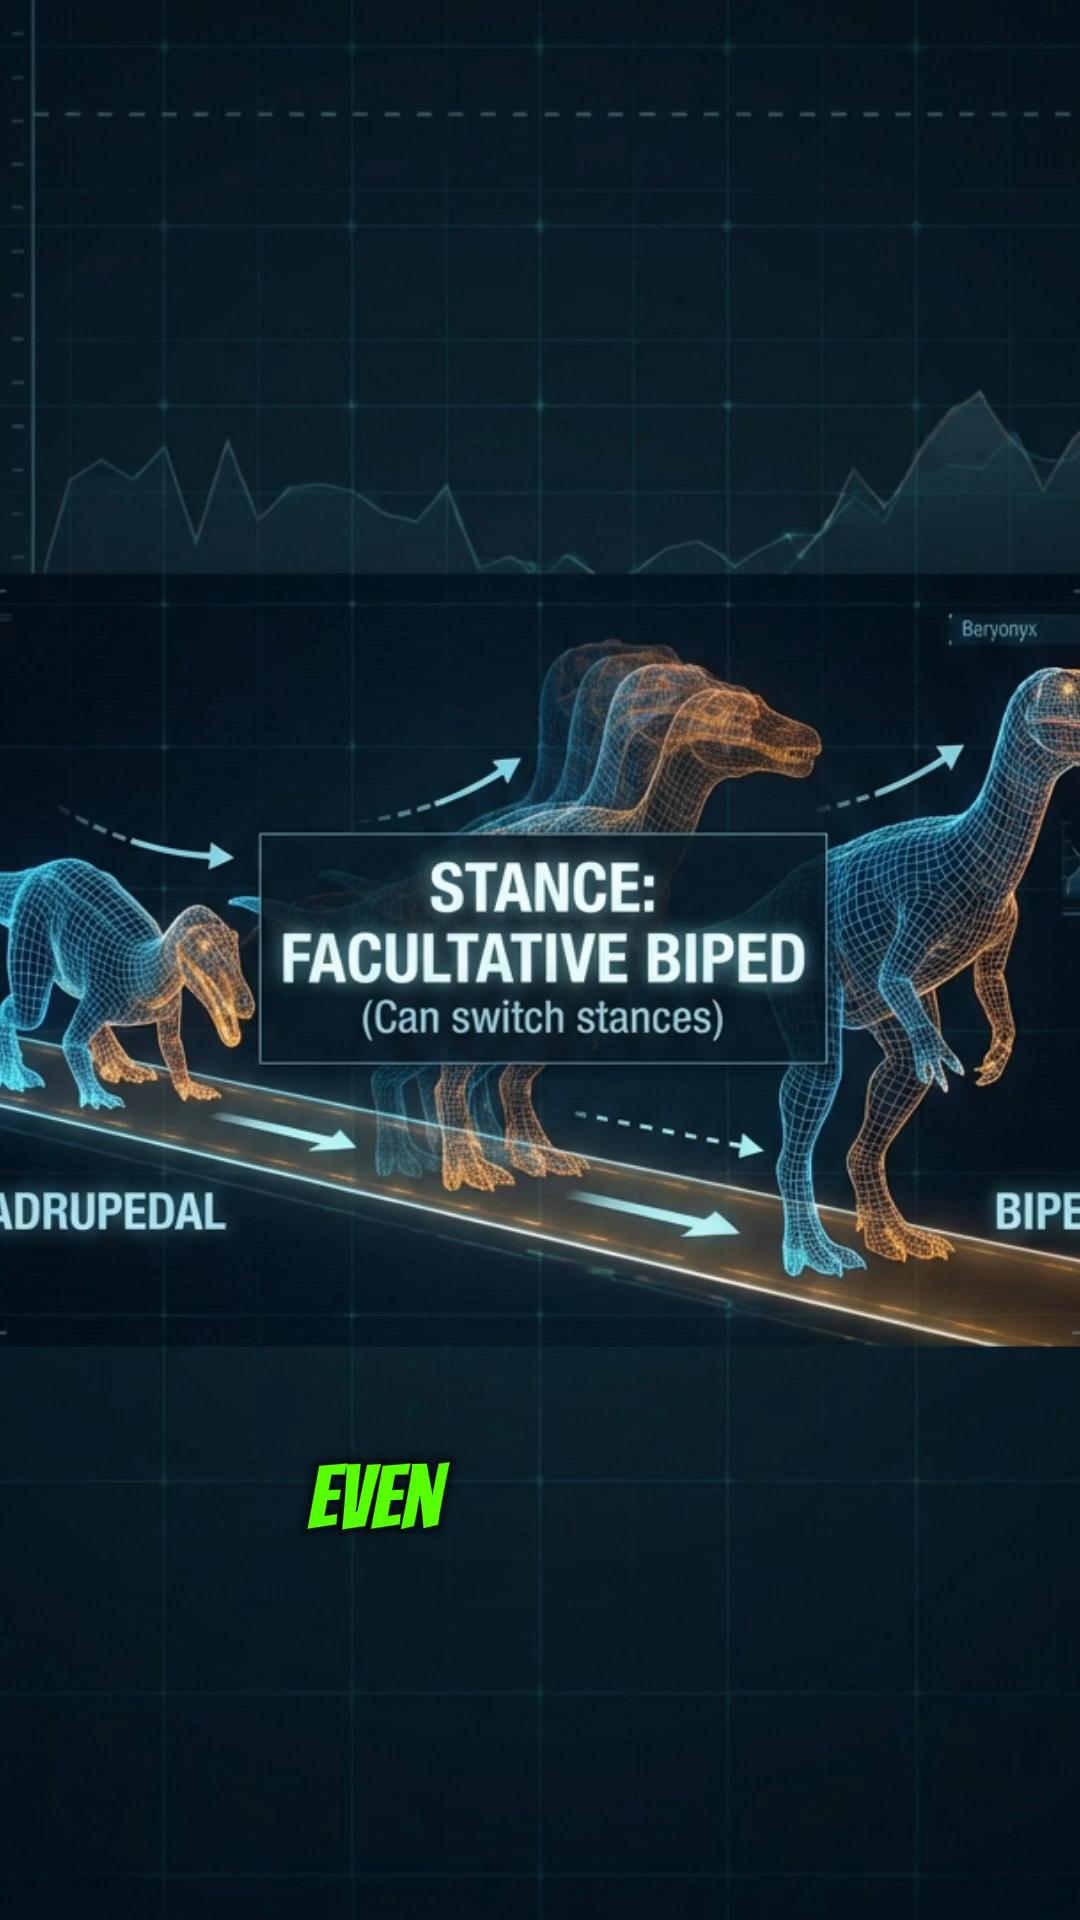 Beryonyx
STANCE:
FACULTATIVE BIPED
(Can switch stances)
ADRUPEDAL
BIPE
EVEN